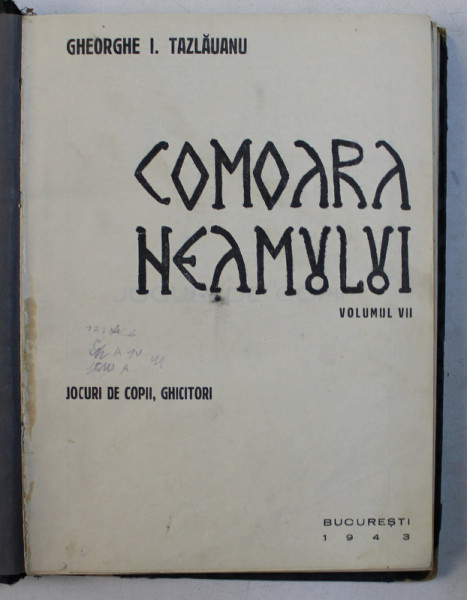 GHEORGHE I. TAZLĂUANU
COMOARA
NEAMULUI
VOLUMUL VII
JOCURI DE COPII, GHICITORI
BUCUREȘTI
1943